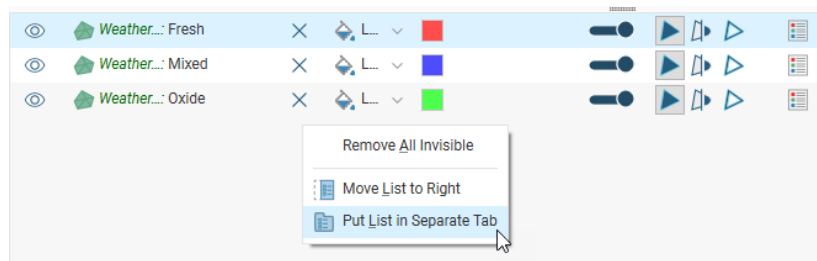 Weather...: Fresh L...
Weather...: Mixed L...
Weather...: Oxide L...
Remove All Invisible
Move List to Right
Put List in Separate Tab